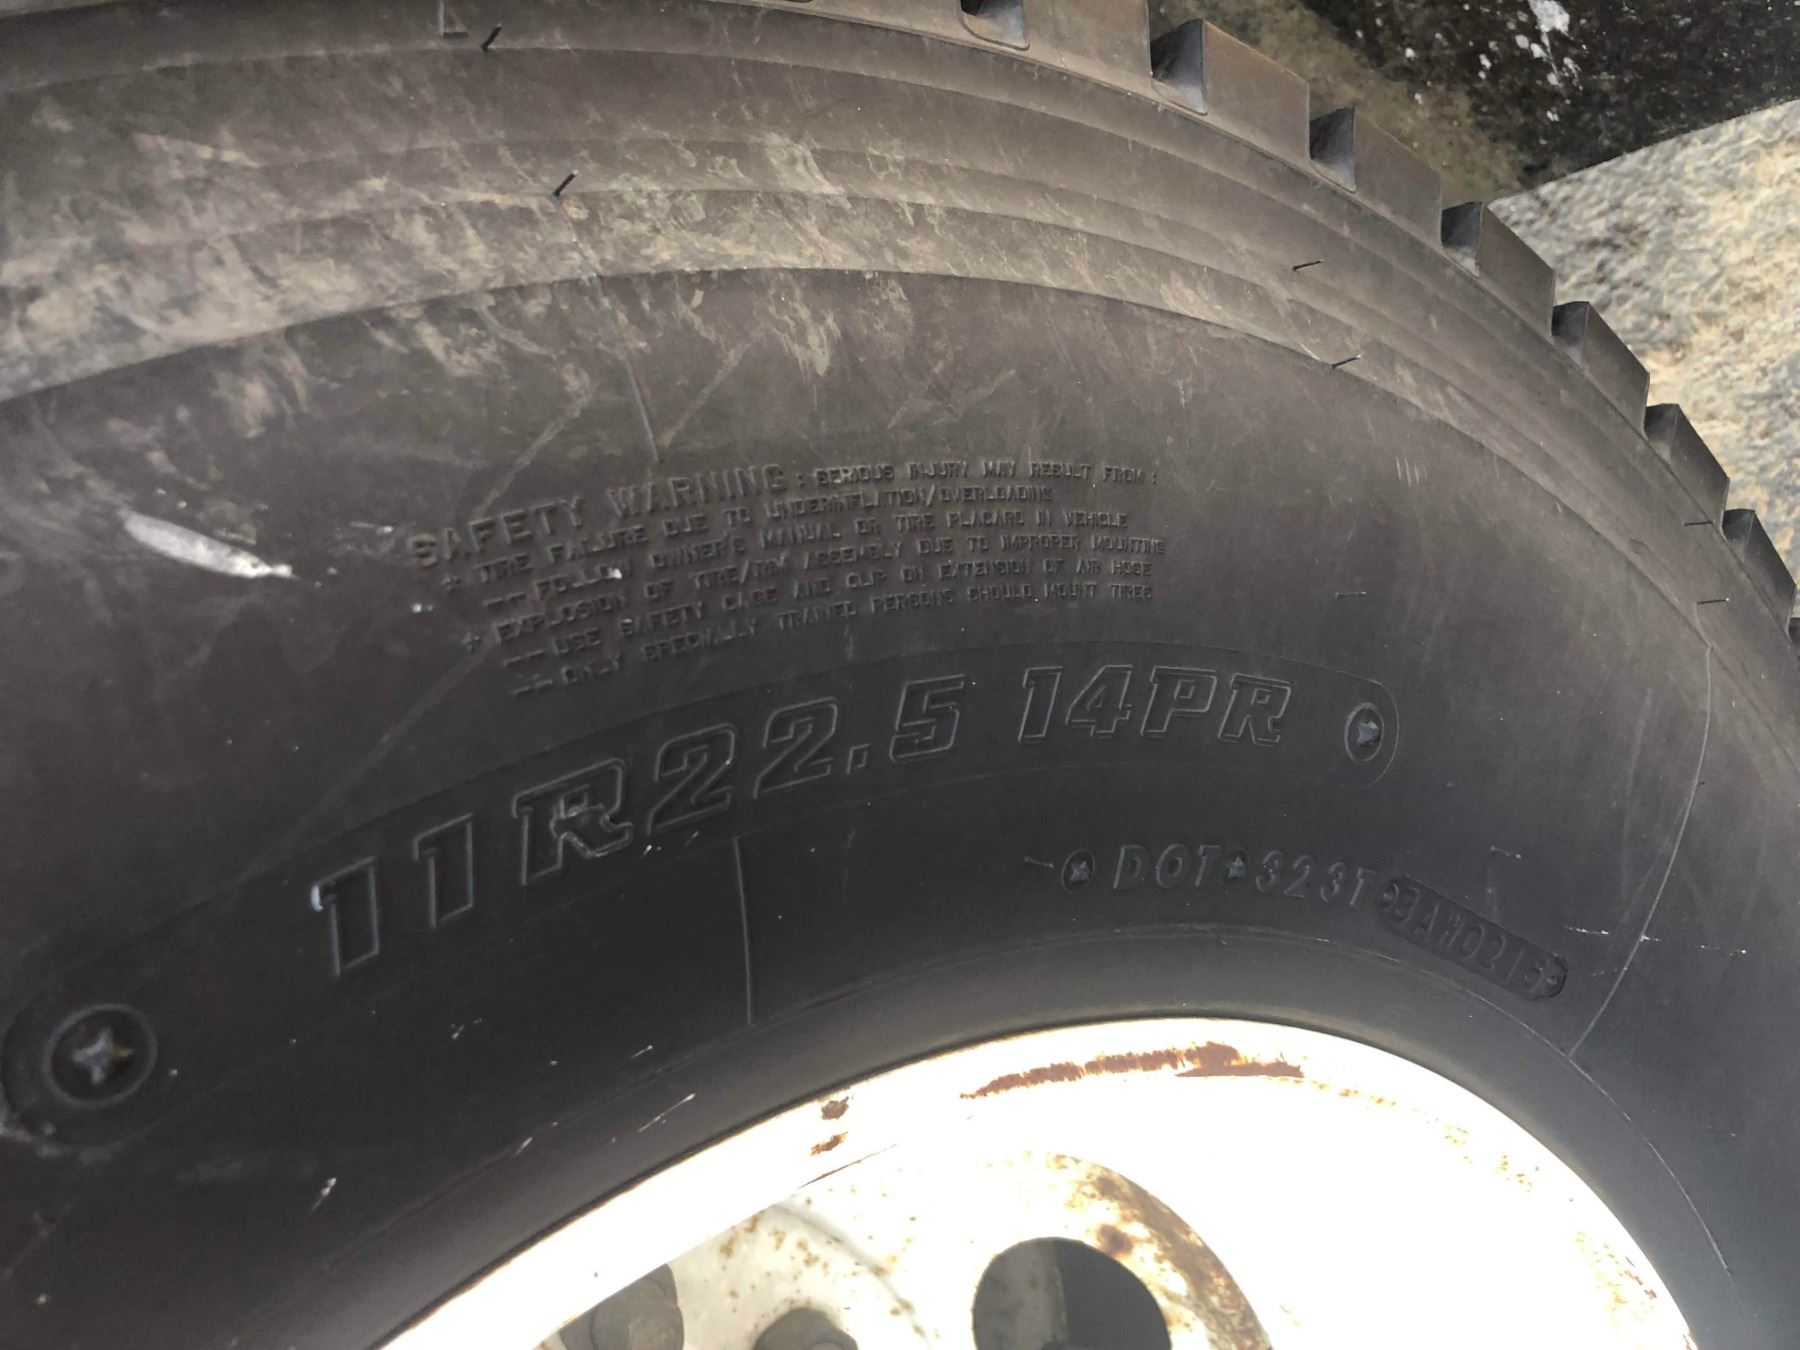 SAFETY WARNING : SERIOUS INJURY MAY RESULT FROM :
* TIRE FAILURE DUE TO UNDERINFLATION/OVERLOADING
— FOLLOW OWNER'S MANUAL OR TIRE PLACARD IN VEHICLE
* EXPLOSION OF TIRE/RIM ASSEMBLY DUE TO IMPROPER MOUNTING
— USE SAFETY CAGE AND CLIP ON EXTENSION OF AIR HOSE
— ONLY SPECIALLY TRAINED PERSONS SHOULD MOUNT TIRES
11R22.5 14PR
DOT 323T